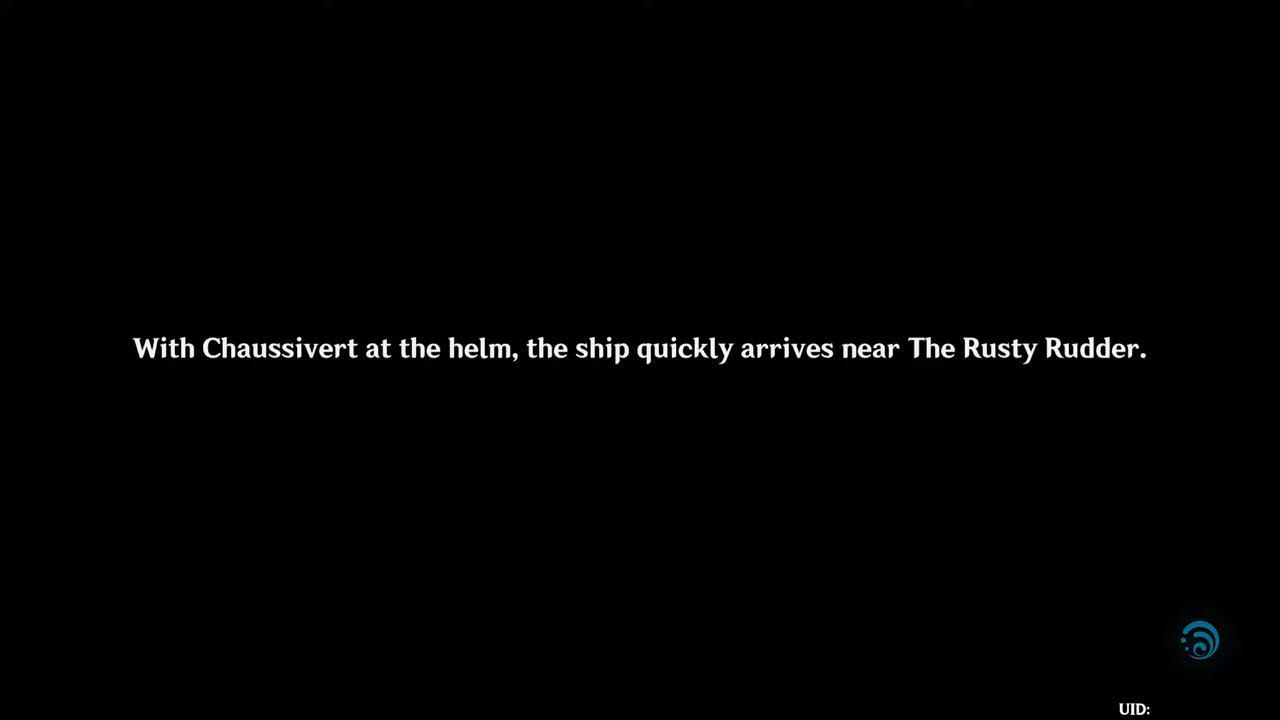 With Chaussivert at the helm, the ship quickly arrives near The Rusty Rudder.
UID: